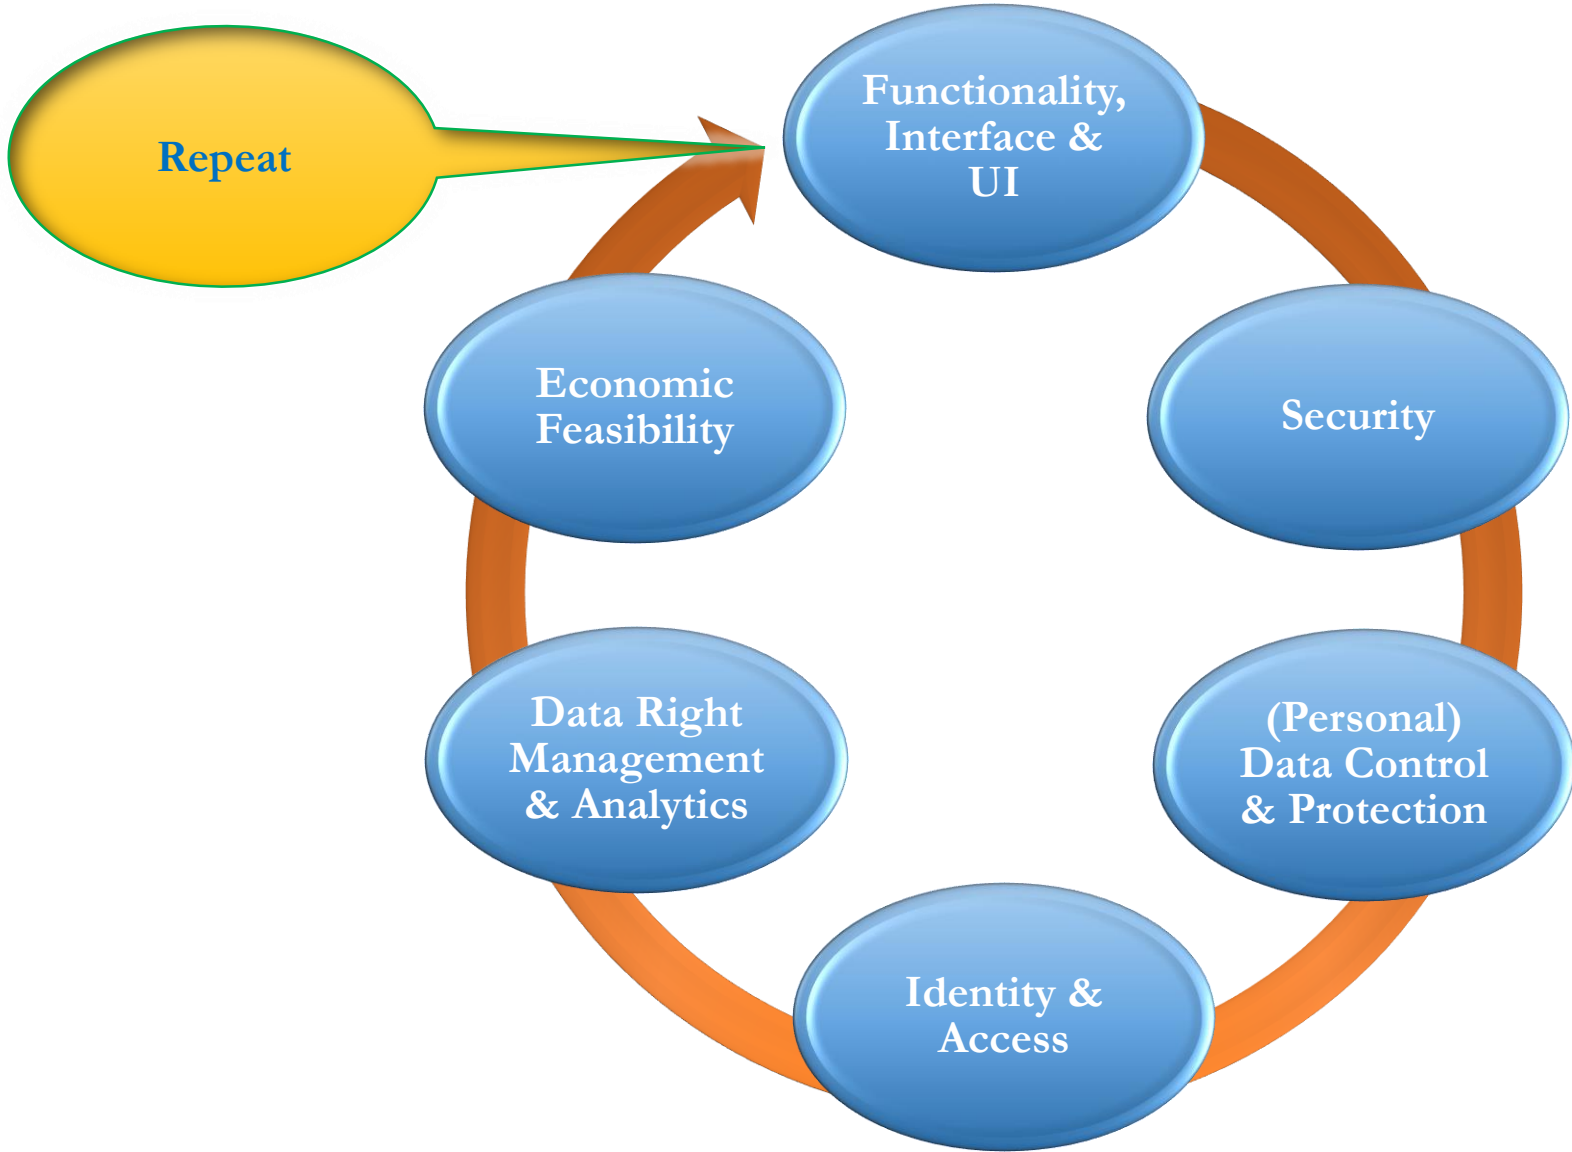 Repeat
Functionality,
Interface &
UI
Security
(Personal)
Data Control
& Protection
Identity &
Access
Data Right
Management
& Analytics
Economic
Feasibility